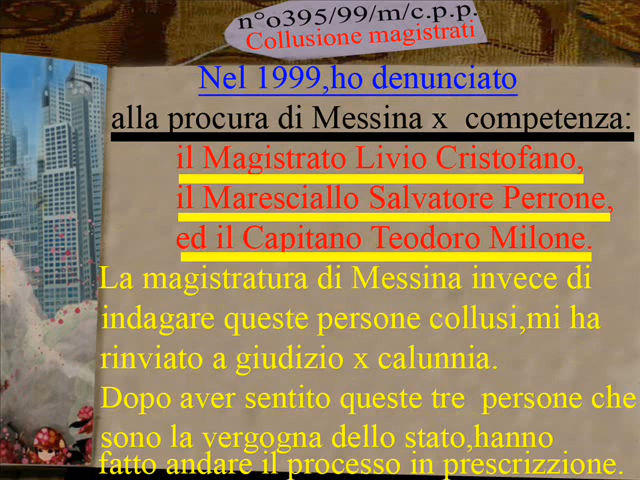 n°o395/99/m/c.p.p.
Collusione magistrati
Nel 1999,ho denunciato
alla procura di Messina x competenza:
il Magistrato Livio Cristofano,
il Maresciallo Salvatore Perrone,
ed il Capitano Teodoro Milone.
La magistratura di Messina invece di
indagare queste persone collusi,mi ha
rinviato a giudizio x calunnia.
Dopo aver sentito queste tre persone che
sono la vergogna dello stato,hanno
fatto andare il processo in prescrizzione.